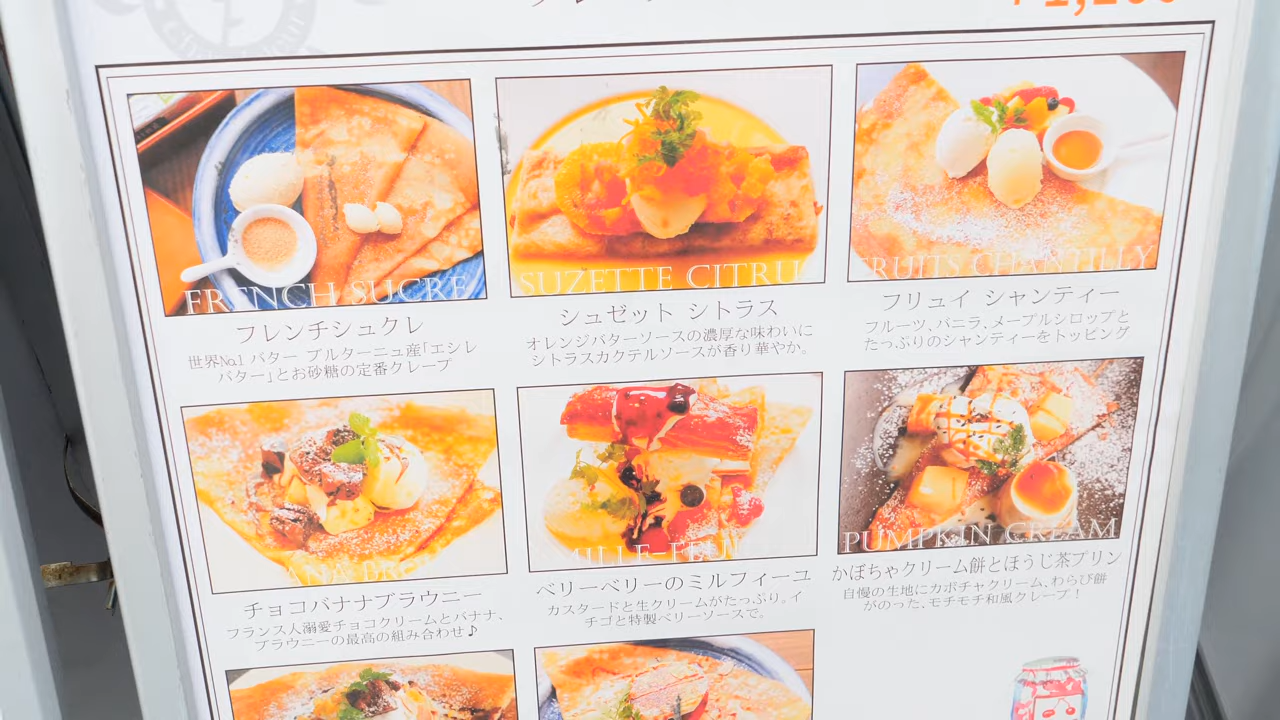 FRENCH SUCRE
フレンチシュクレ
世界No.1 バター ブルターニュ産「エシレ
バター」とお砂糖の定番クレープ
SUZETTE CITRU
シュゼット シトラス
オレンジバターソースの濃厚な味わいに
シトラスカクテルソースが香り華やか。
FRUITS CHANTILLY
フリュイ シャンティー
フルーツ、バニラ、メープルシロップと
たっぷりのシャンティーをトッピング
チョコバナナブラウニー
フランス人溺愛チョコクリームとバナナ、
ブラウニーの最高の組み合わせ♪
MILLE-FEUI
ベリーベリーのミルフィーユ
カスタードと生クリームがたっぷり。イ
チゴと特製ベリーソースで。
PUMPKIN CREAM
かぼちゃクリーム餅とほうじ茶プリン
自慢の生地にカボチャクリーム、わらび餅
がのった、モチモチ和風クレープ!